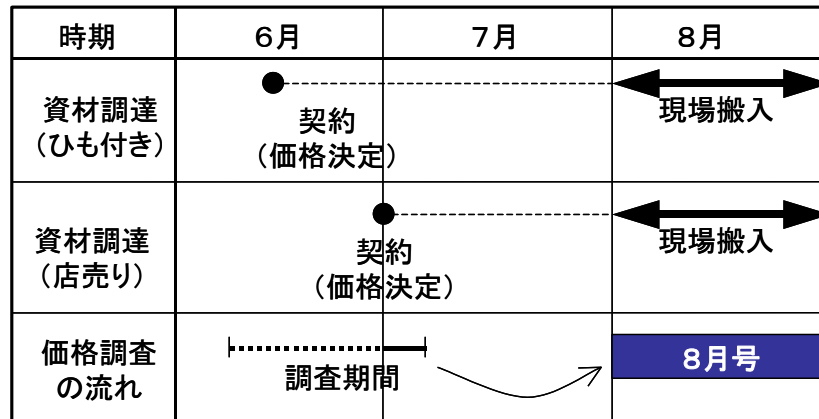 時期
6月
7月
8月
資材調達
（ひも付き）
契約
（価格決定）
現場搬入
資材調達
（店売り）
契約
（価格決定）
現場搬入
価格調査
の流れ
調査期間
8月号